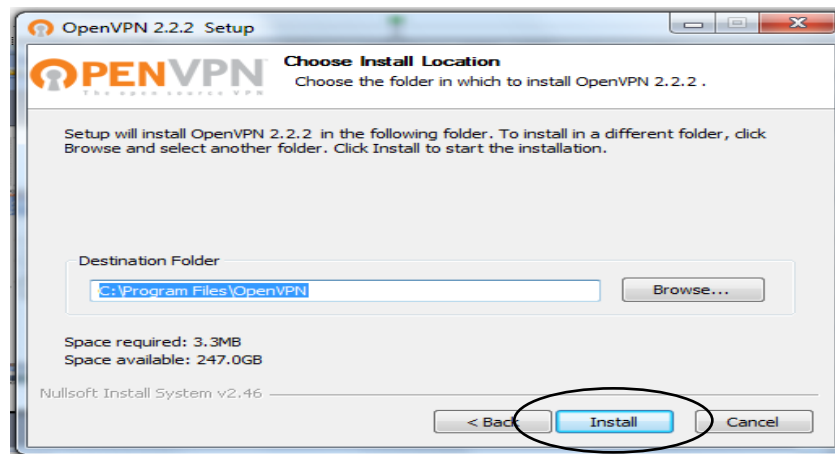 OpenVPN 2.2.2 Setup
OPENVPN
The open source VPN
Choose Install Location
Choose the folder in which to install OpenVPN 2.2.2 .
Setup will install OpenVPN 2.2.2 in the following folder. To install in a different folder, click
Browse and select another folder. Click Install to start the installation.
Destination Folder
C:\Program Files\OpenVPN
Browse...
Space required: 3.3MB
Space available: 247.0GB
Nullsoft Install System v2.46
< Back
Install
Cancel